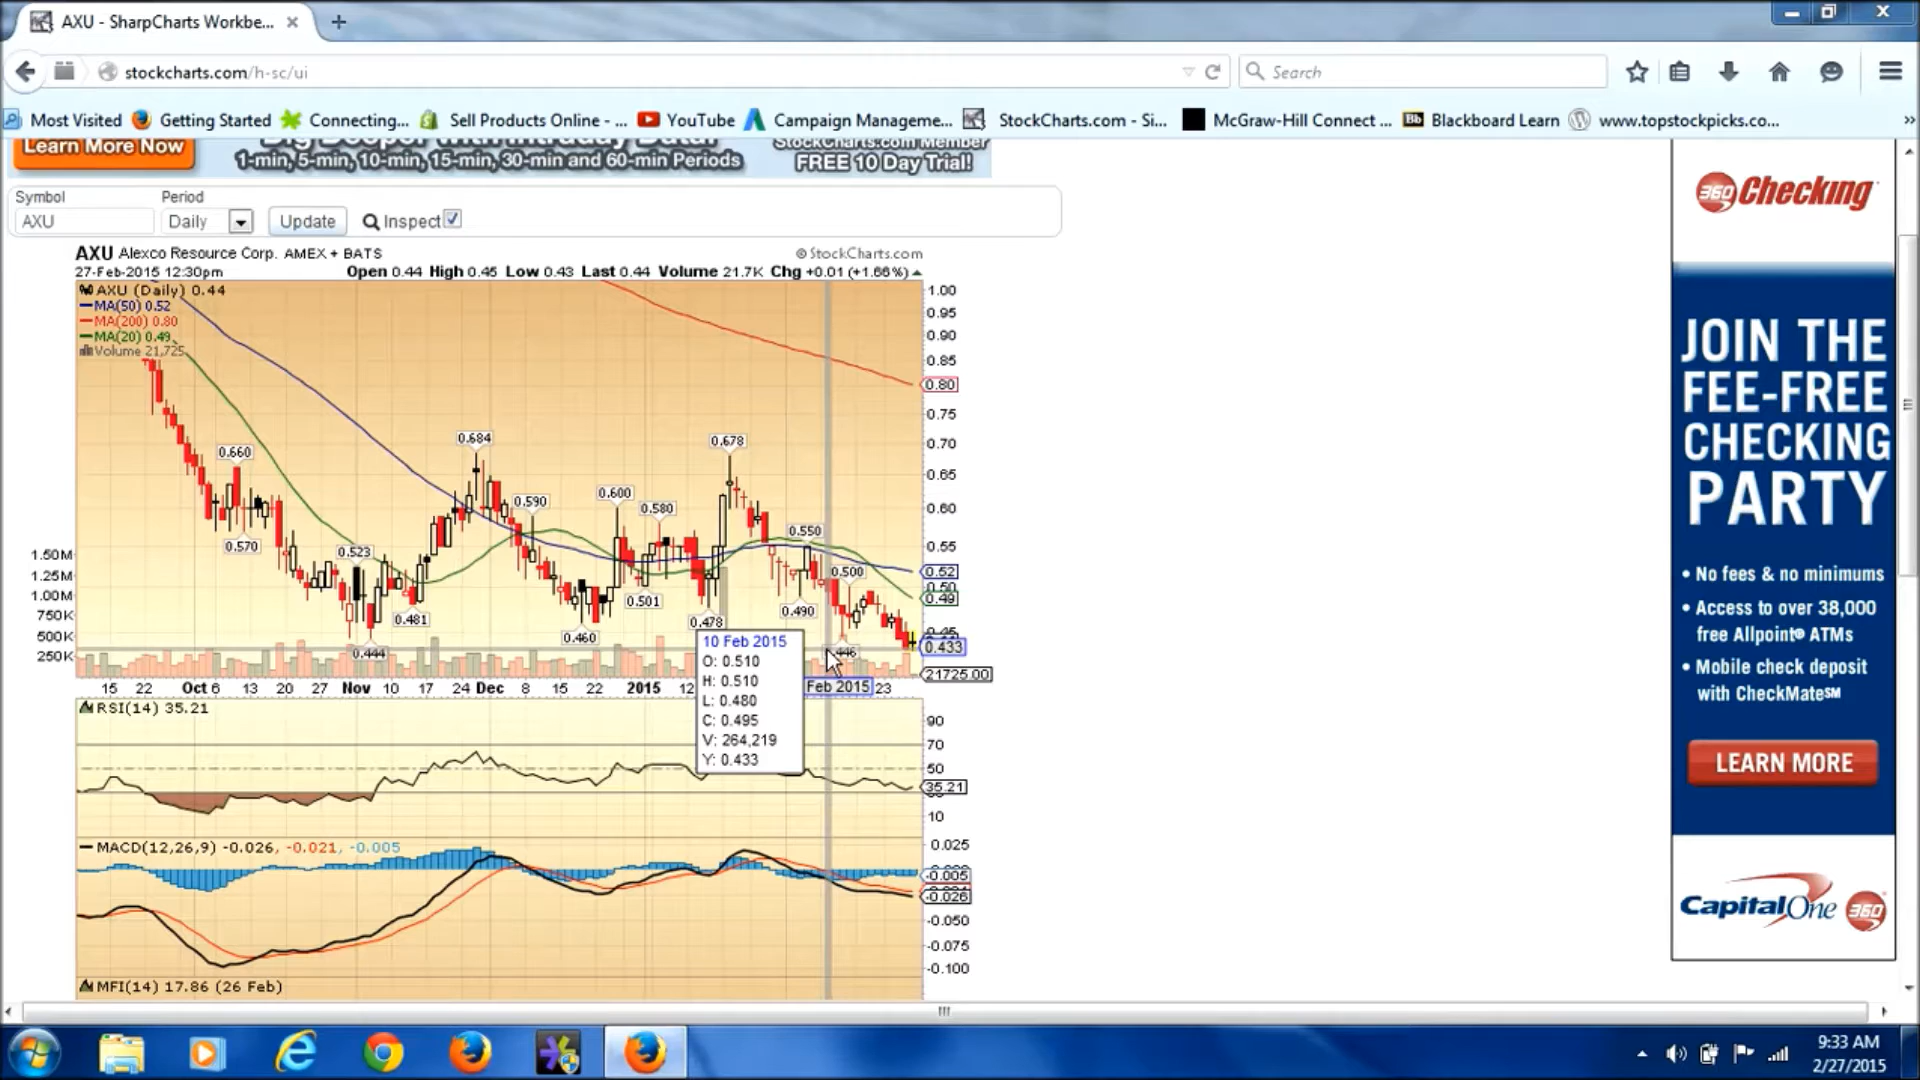 AXU - SharpCharts Workbe...
stockcharts.com/h-sc/ui
Search
Most Visited
Getting Started
Connecting...
Sell Products Online - ...
YouTube
Campaign Manageme...
StockCharts.com - Si...
McGraw-Hill Connect ...
Bb
Blackboard Learn
www.topstockpicks.co...
Learn More Now
1-min, 5-min, 10-min, 15-min, 30-min and 60-min Periods
StockCharts.com Member
FREE 10 Day Trial!
Symbol
Period
AXU
Daily
Update
Inspect
AXU Alexco Resource Corp. AMEX + BATS
© StockCharts.com
27-Feb-2015 12:30pm
Open 0.44 High 0.45 Low 0.43 Last 0.44 Volume 21.7K Chg +0.01 (+1.66%)
AXU (Daily) 0.44
MA(50) 0.52
MA(200) 0.80
MA(20) 0.49
Volume 21,725
1.00
0.95
0.90
0.85
0.80
0.75
0.70
0.65
0.60
0.55
0.52
0.50
0.49
0.45
0.433
21725.00
1.50M
1.25M
1.00M
750K
500K
250K
0.660
0.570
0.523
0.444
0.481
0.684
0.590
0.460
0.600
0.501
0.580
0.478
0.678
0.490
0.550
0.500
10 Feb 2015
O: 0.510
H: 0.510
L: 0.480
C: 0.495
V: 264,219
Y: 0.433
15 22 Oct 6 13 20 27 Nov 10 17 24 Dec 8 15 22 2015 12
Feb 2015
23
RSI(14) 35.21
90
70
50
35.21
10
MACD(12,26,9) -0.026, -0.021, -0.005
0.025
-0.005
-0.026
-0.050
-0.075
-0.100
MFI(14) 17.86 (26 Feb)
360 Checking
JOIN THE
FEE-FREE
CHECKING
PARTY
• No fees & no minimums
• Access to over 38,000
free Allpoint® ATMs
• Mobile check deposit
with CheckMate℠
LEARN MORE
Capital One 360
9:33 AM
2/27/2015